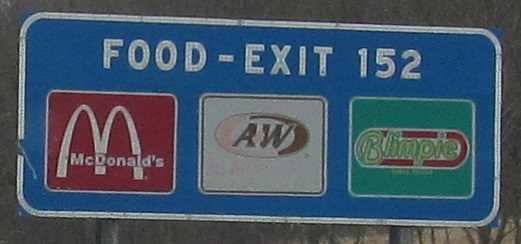 FOOD - EXIT 152
McDonald's
A&W
Blimpie